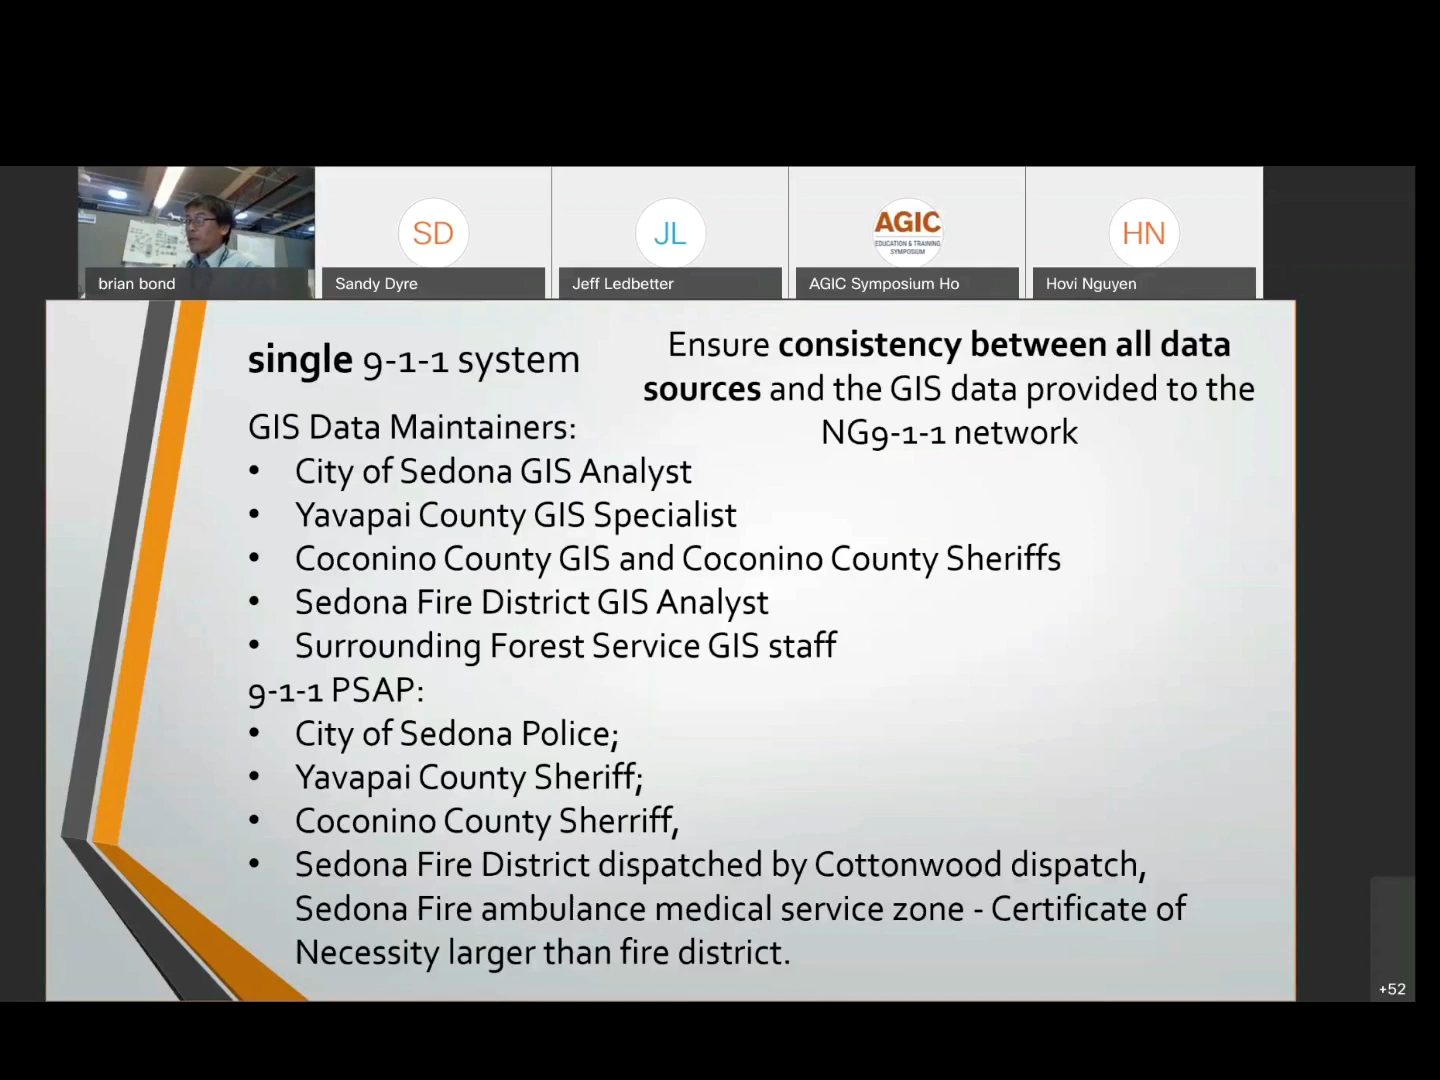 SD
JL
AGIC
EDUCATION & TRAINING
SYMPOSIUM
HN
brian bond
Sandy Dyre
Jeff Ledbetter
AGIC Symposium Ho
Hovi Nguyen
single 9-1-1 system
Ensure consistency between all data
sources and the GIS data provided to the
NG9-1-1 network
GIS Data Maintainers:
• City of Sedona GIS Analyst
• Yavapai County GIS Specialist
• Coconino County GIS and Coconino County Sheriffs
• Sedona Fire District GIS Analyst
• Surrounding Forest Service GIS staff
9-1-1 PSAP:
• City of Sedona Police;
• Yavapai County Sheriff;
• Coconino County Sherriff,
• Sedona Fire District dispatched by Cottonwood dispatch,
Sedona Fire ambulance medical service zone - Certificate of
Necessity larger than fire district.
+52